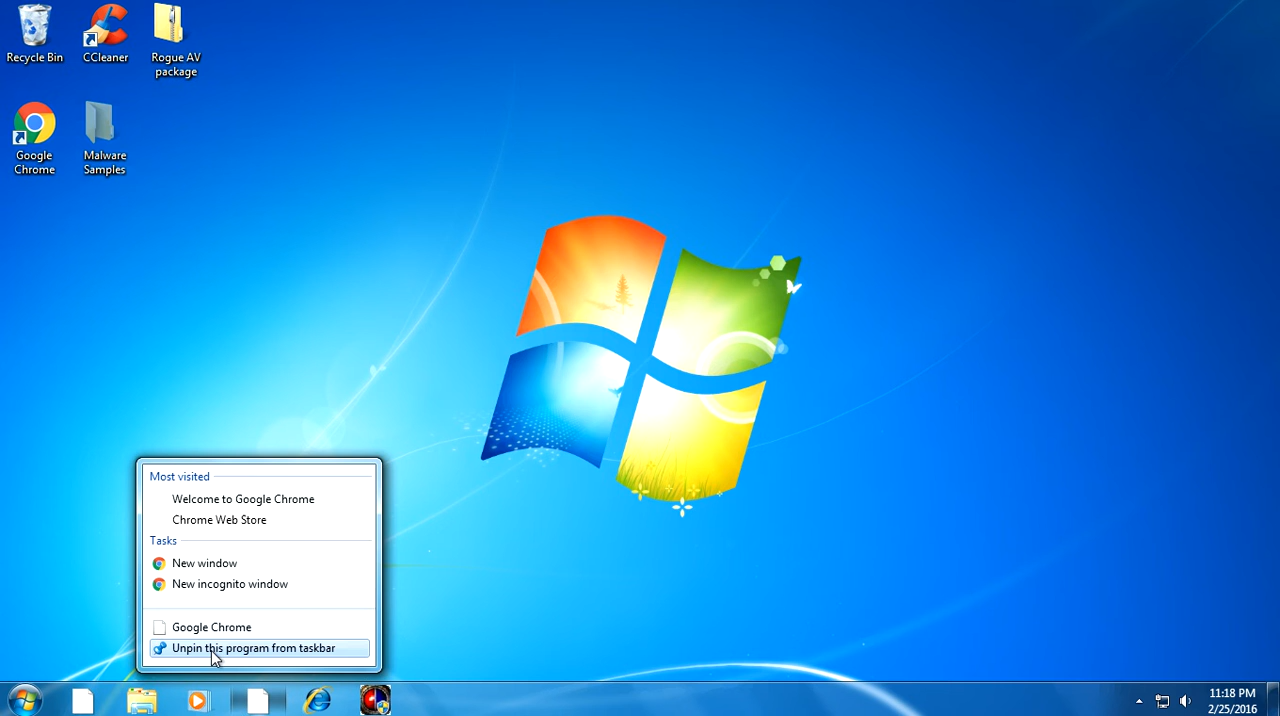 Recycle Bin
CCleaner
Rogue AV
package
Google
Chrome
Malware
Samples
Most visited
Welcome to Google Chrome
Chrome Web Store
Tasks
New window
New incognito window
Google Chrome
Unpin this program from taskbar
11:18 PM
2/25/2016